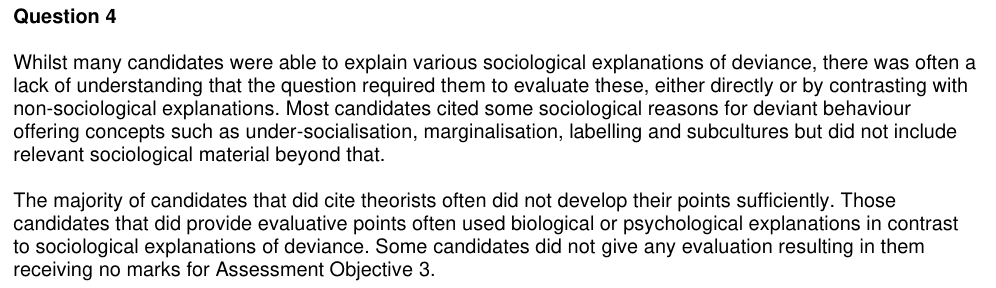 Question 4
Whilst many candidates were able to explain various sociological explanations of deviance, there was often a
lack of understanding that the question required them to evaluate these, either directly or by contrasting with
non-sociological explanations. Most candidates cited some sociological reasons for deviant behaviour
offering concepts such as under-socialisation, marginalisation, labelling and subcultures but did not include
relevant sociological material beyond that.
The majority of candidates that did cite theorists often did not develop their points sufficiently. Those
candidates that did provide evaluative points often used biological or psychological explanations in contrast
to sociological explanations of deviance. Some candidates did not give any evaluation resulting in them
receiving no marks for Assessment Objective 3.